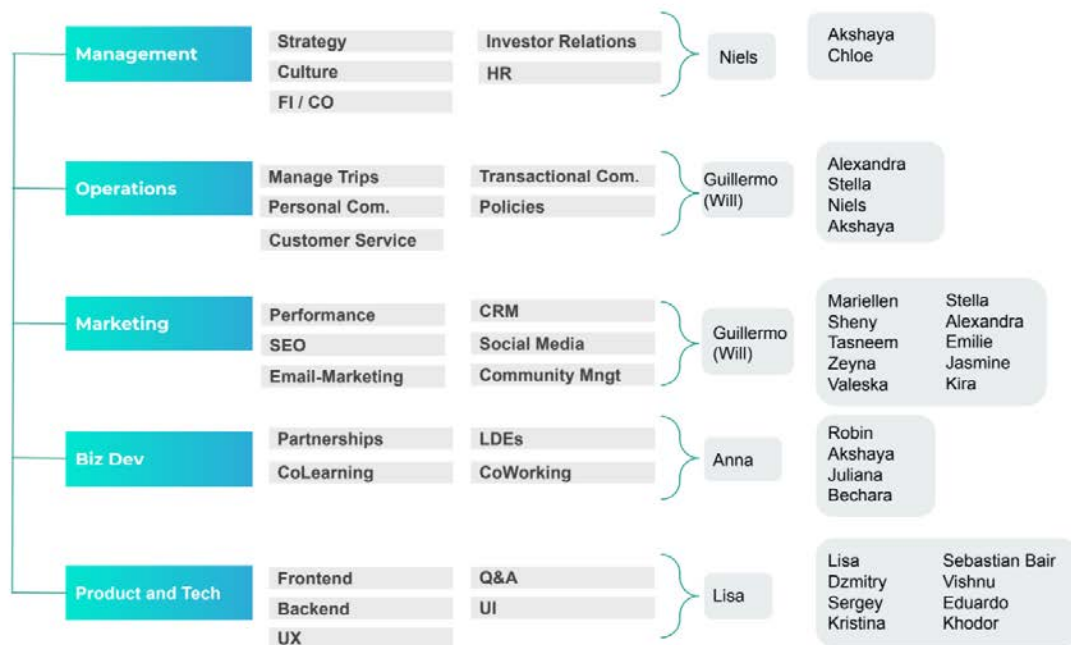 Management
Strategy
Culture
FI / CO
Investor Relations
HR
Niels
Akshaya
Chloe
Operations
Manage Trips
Personal Com.
Customer Service
Transactional Com.
Policies
Guillermo
(Will)
Alexandra
Stella
Niels
Akshaya
Marketing
Performance
SEO
Email-Marketing
CRM
Social Media
Community Mngt
Guillermo
(Will)
Mariellen
Sheny
Tasneem
Zeyna
Valeska
Stella
Alexandra
Emilie
Jasmine
Kira
Biz Dev
Partnerships
CoLearning
LDEs
CoWorking
Anna
Robin
Akshaya
Juliana
Bechara
Product and Tech
Frontend
Backend
UX
Q&A
UI
Lisa
Lisa
Dzmitry
Sergey
Kristina
Sebastian Bair
Vishnu
Eduardo
Khodor